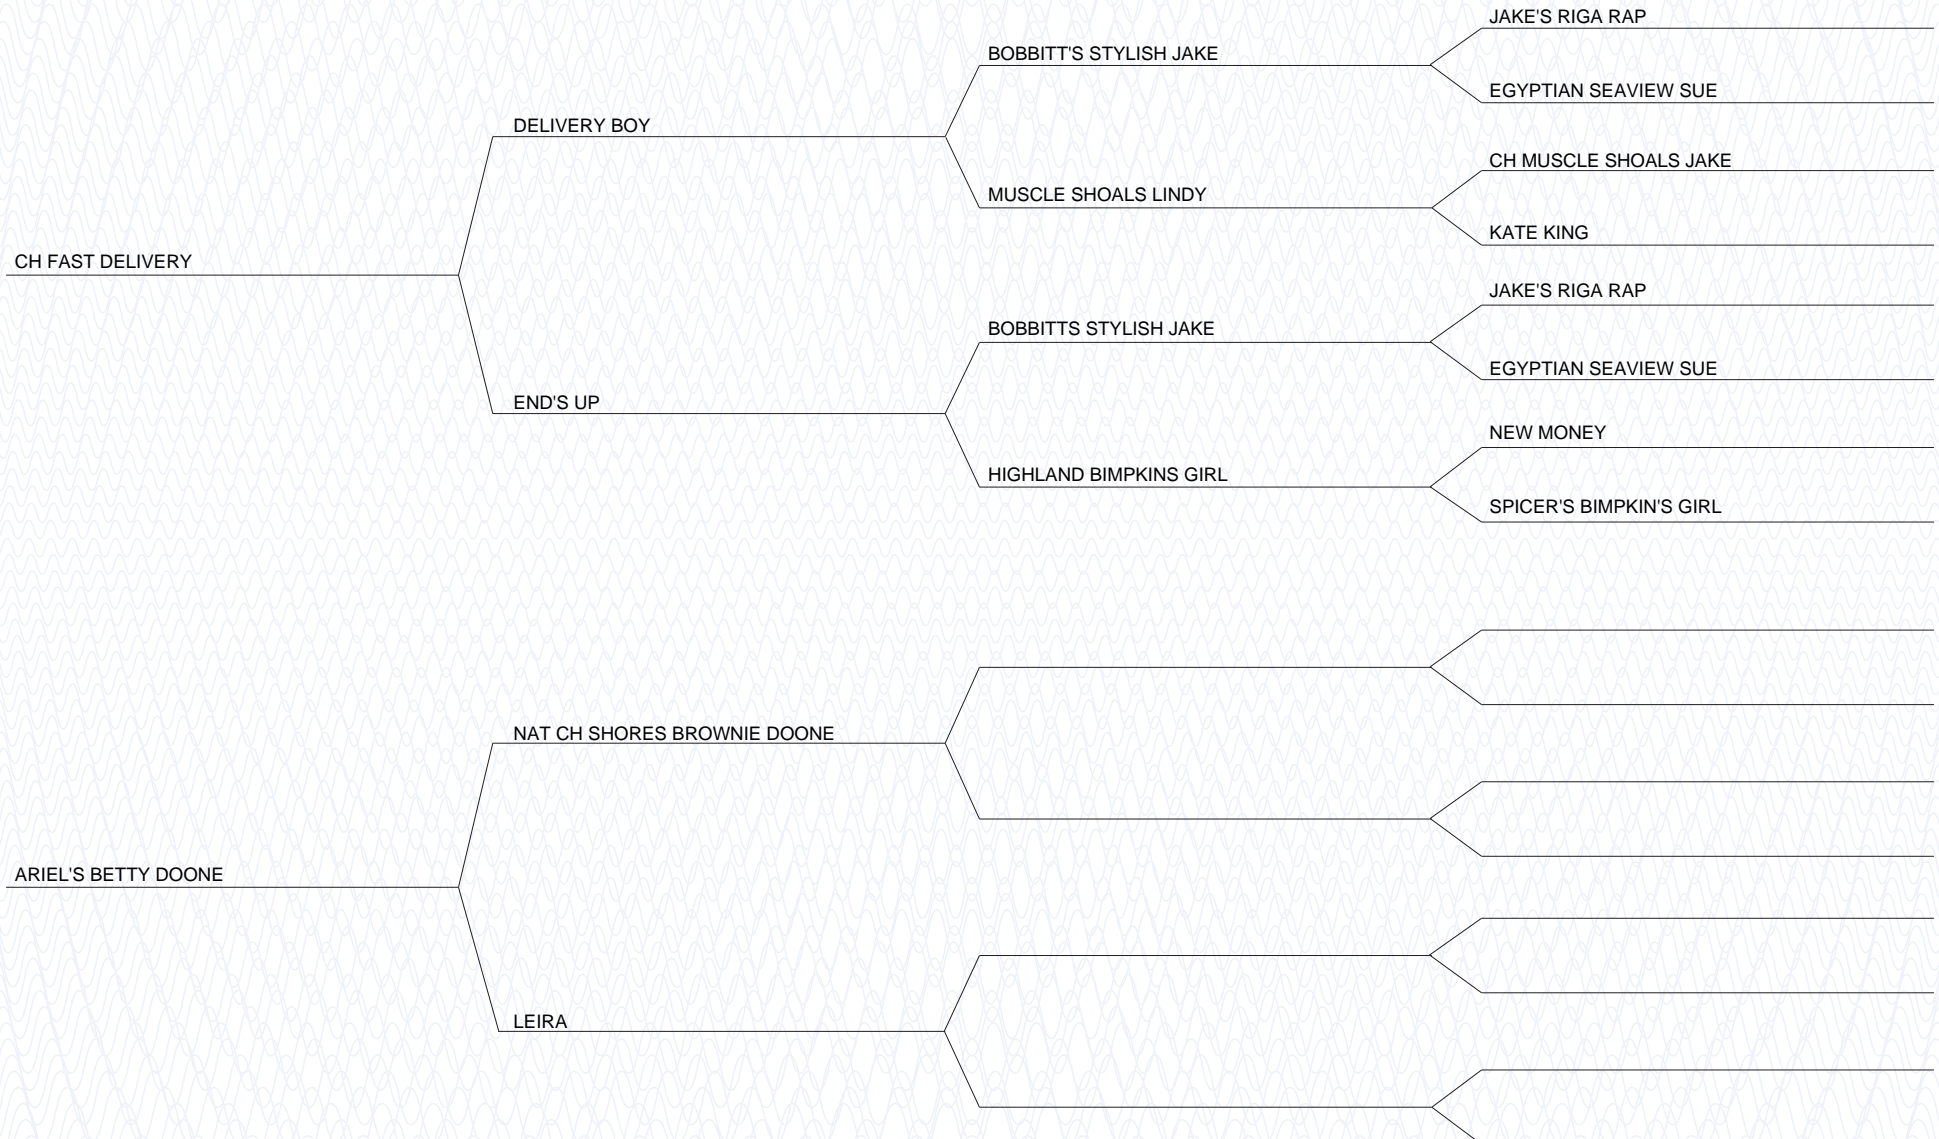 JAKE'S RIGA RAP
BOBBITT'S STYLISH JAKE
EGYPTIAN SEAVIEW SUE
DELIVERY BOY
CH MUSCLE SHOALS JAKE
MUSCLE SHOALS LINDY
KATE KING
CH FAST DELIVERY
JAKE'S RIGA RAP
BOBBITTS STYLISH JAKE
EGYPTIAN SEAVIEW SUE
END'S UP
NEW MONEY
HIGHLAND BIMPKINS GIRL
SPICER'S BIMPKIN'S GIRL
NAT CH SHORES BROWNIE DOONE
ARIEL'S BETTY DOONE
LEIRA